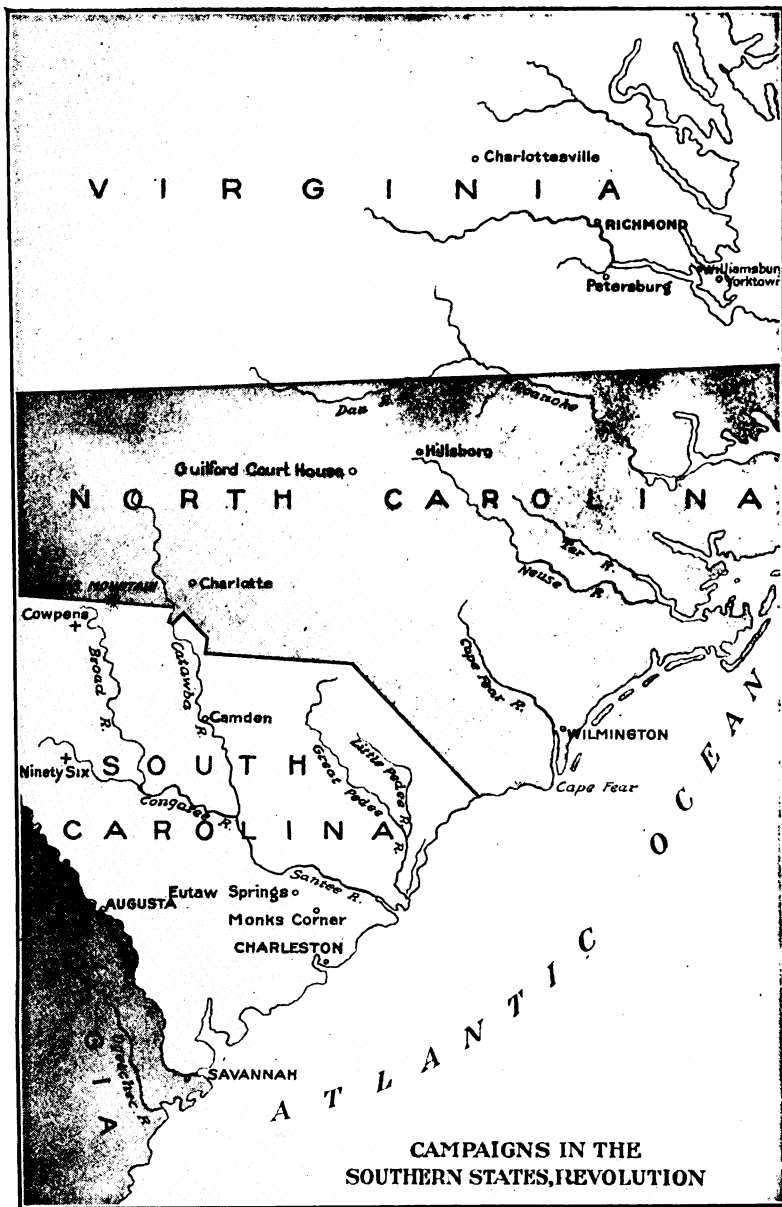 Charlottesville
VIRGINIA
RICHMOND
Williamsbur
Yorktown
Petersburg
Dan R.
Roanoke
Hillsboro
Guilford Court House
NORTH CAROLINA
Tar R.
Neuse R.
MOUNTAIN
Charlotte
Cowpens
Broad R.
Catawba R.
Cape Fear R.
Camden
WILMINGTON
Little Pedee R.
Great Pedee R.
Ninety Six
SOUTH
Cape Fear
Congaree R.
CAROLINA
Santee R.
Eutaw Springs
AUGUSTA
Monks Corner
CHARLESTON
GIA
SAVANNAH
ATLANTIC OCEAN
CAMPAIGNS IN THE
SOUTHERN STATES, REVOLUTION